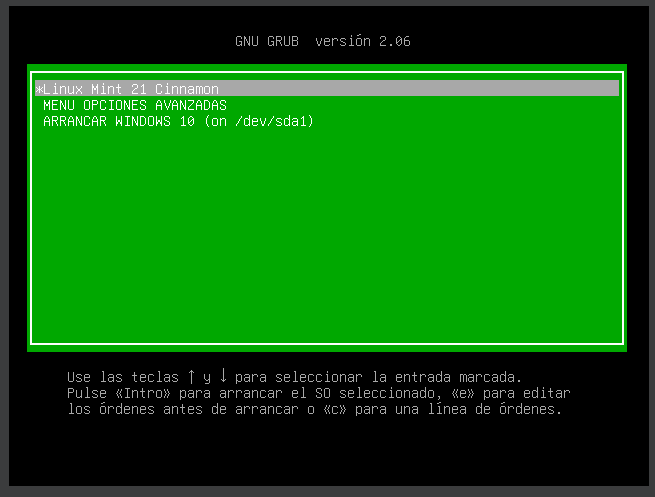 GNU GRUB  versión 2.06
*Linux Mint 21 Cinnamon
MENU OPCIONES AVANZADAS
ARRANCAR WINDOWS 10 (on /dev/sda1)
Use las teclas ↑ y ↓ para seleccionar la entrada marcada.
Pulse «Intro» para arrancar el SO seleccionado, «e» para editar
los órdenes antes de arrancar o «c» para una línea de órdenes.